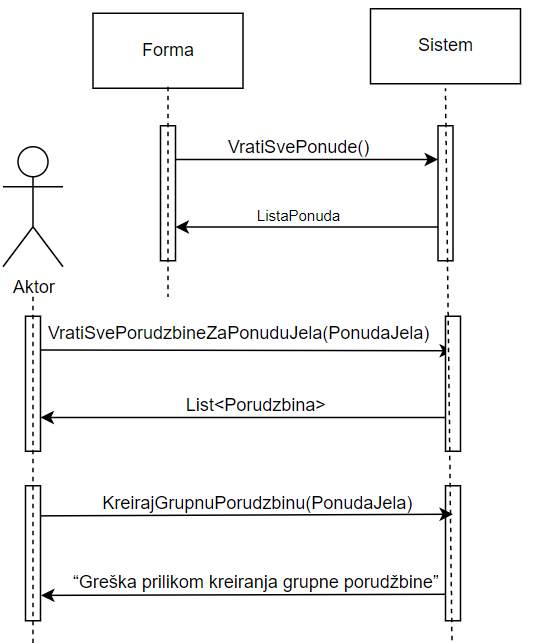 Forma
Sistem
VratiSvePonude()
ListaPonuda
Aktor
VratiSvePorudzbineZaPonuduJela(PonudaJela)
List<Porudzbina>
KreirajGrupnuPorudzbinu(PonudaJela)
“Greška prilikom kreiranja grupne porudžbine”